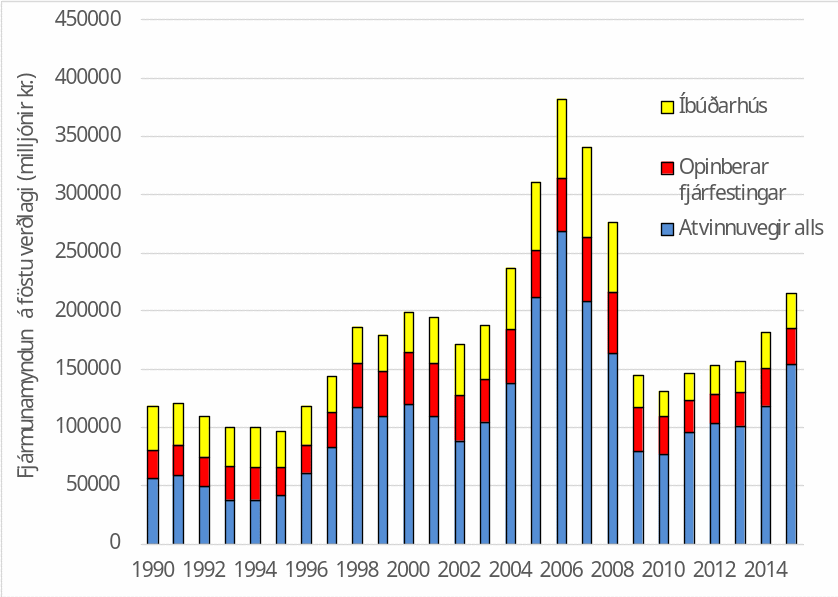 Fjármunamyndun á föstu verðlagi (milljónir kr.)
450000
400000
350000
300000
250000
200000
150000
100000
50000
0
Íbúðarhús
Opinberar
fjárfestingar
Atvinnuvegir alls
1990 1992 1994 1996 1998 2000 2002 2004 2006 2008 2010 2012 2014